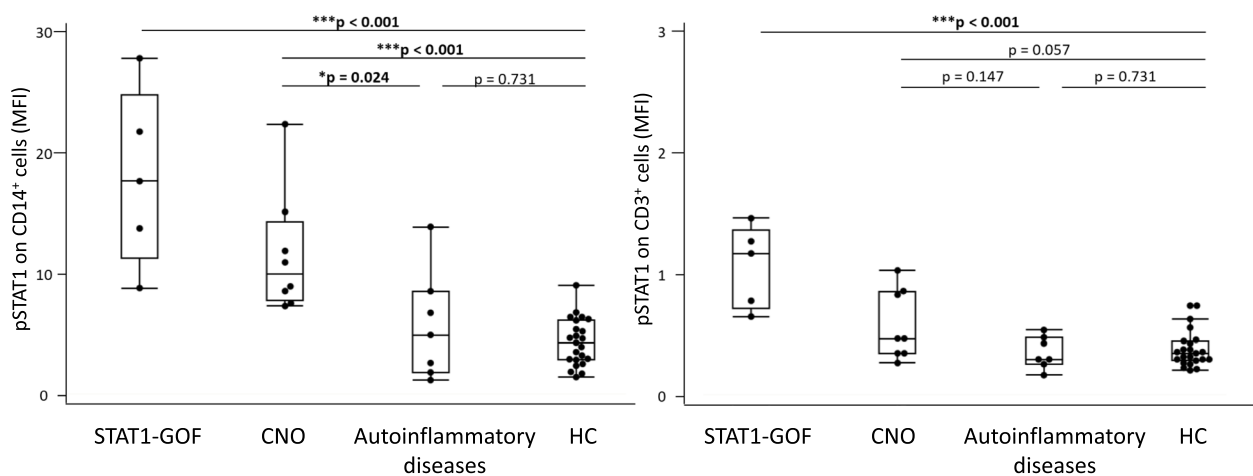 ***p < 0.001
***p < 0.001
*p = 0.024
p = 0.731
30
20
10
0
pSTAT1 on CD14⁺ cells (MFI)
STAT1-GOF
CNO
Autoinflammatory
diseases
HC
***p < 0.001
p = 0.057
p = 0.147
p = 0.731
3
2
1
0
pSTAT1 on CD3⁺ cells (MFI)
STAT1-GOF
CNO
Autoinflammatory
diseases
HC